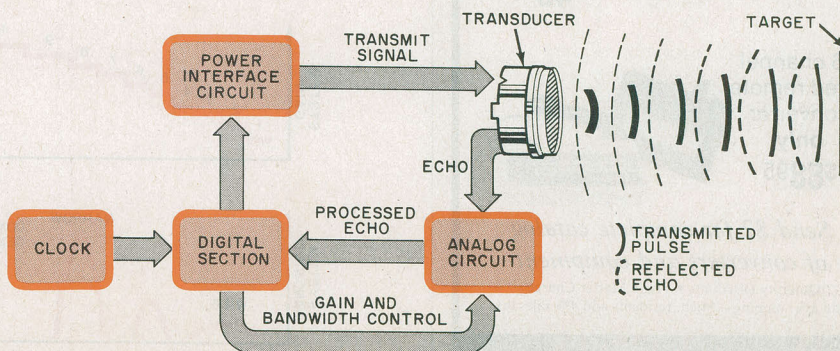 TRANSDUCER
TARGET
TRANSMIT
SIGNAL
POWER
INTERFACE
CIRCUIT
ECHO
CLOCK
DIGITAL
SECTION
PROCESSED
ECHO
ANALOG
CIRCUIT
TRANSMITTED
PULSE
REFLECTED
ECHO
GAIN AND
BANDWIDTH CONTROL